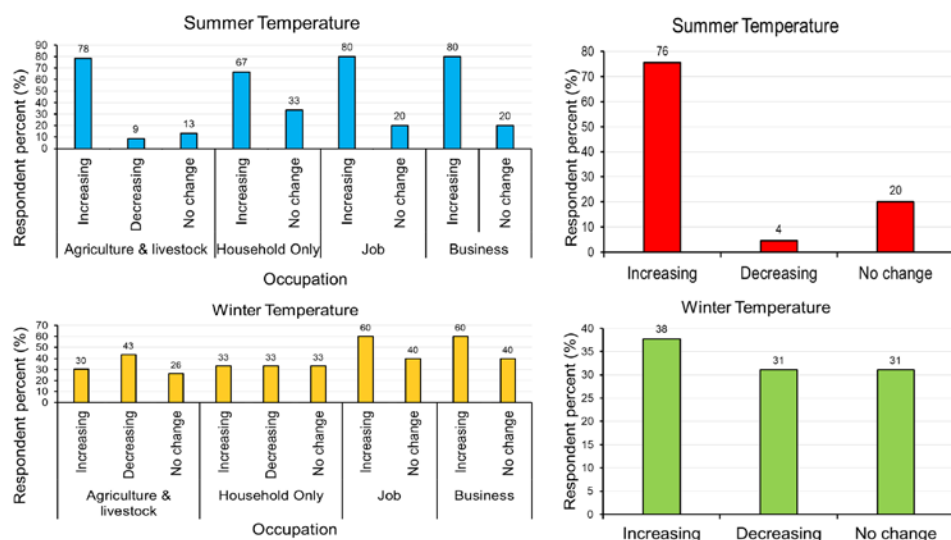 Summer Temperature
Respondent percent (%)
90
80
70
60
50
40
30
20
10
0
78
9
13
67
33
80
20
80
20
Increasing
Decreasing
No change
Increasing
No change
Increasing
No change
Increasing
No change
Agriculture & livestock
Household Only
Job
Business
Occupation
Summer Temperature
Respondent percent (%)
80
70
60
50
40
30
20
10
0
76
4
20
Increasing
Decreasing
No change
Winter Temperature
Respondent percent (%)
70
60
50
40
30
20
10
0
30
43
26
33
33
33
60
40
60
40
Increasing
Decreasing
No change
Increasing
Decreasing
No change
Increasing
No change
Increasing
No change
Agriculture &
livestock
Household Only
Job
Business
Occupation
Winter Temperature
Respondent percent (%)
40
35
30
25
20
15
10
5
0
38
31
31
Increasing
Decreasing
No change